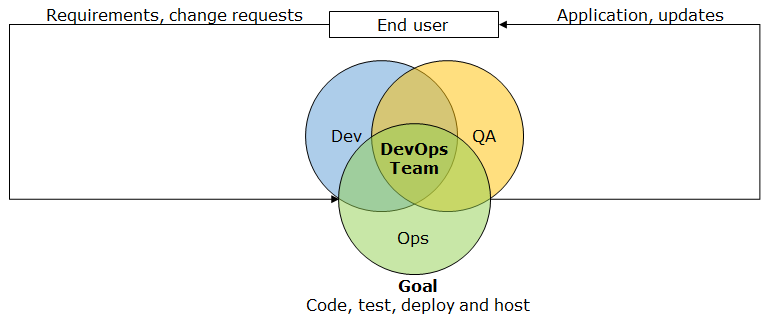 Requirements, change requests
End user
Application, updates
Dev
QA
DevOps
Team
Ops
Goal
Code, test, deploy and host